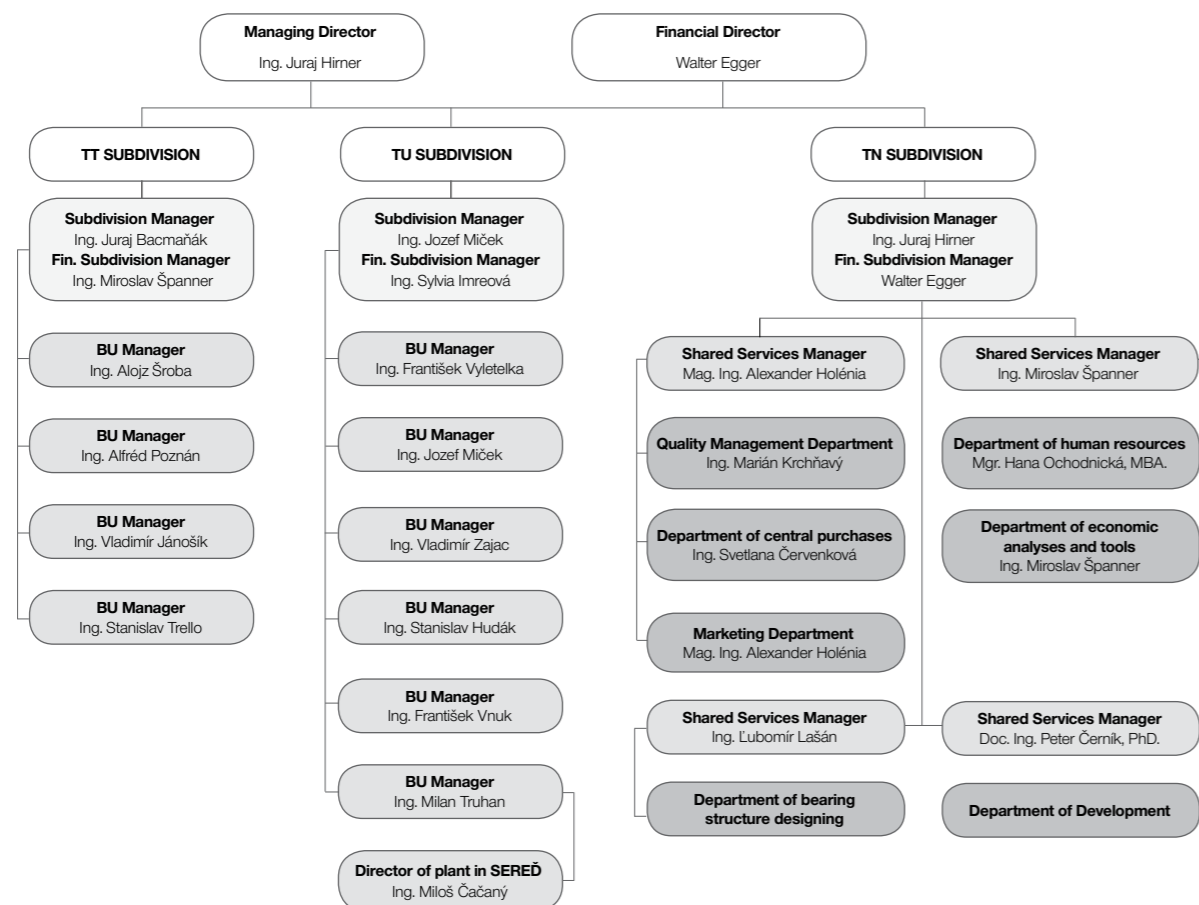 Managing Director
Ing. Juraj Hirner
Financial Director
Walter Egger
TT SUBDIVISION
TU SUBDIVISION
TN SUBDIVISION
Subdivision Manager
Ing. Juraj Bacmaňák
Fin. Subdivision Manager
Ing. Miroslav Španner
Subdivision Manager
Ing. Jozef Miček
Fin. Subdivision Manager
Ing. Sylvia Imreová
Subdivision Manager
Ing. Juraj Hirner
Fin. Subdivision Manager
Walter Egger
BU Manager
Ing. Alojz Šroba
BU Manager
Ing. Alfréd Poznán
BU Manager
Ing. Vladimír Jánošík
BU Manager
Ing. Stanislav Trello
BU Manager
Ing. František Vyletelka
BU Manager
Ing. Jozef Miček
BU Manager
Ing. Vladimír Zajac
BU Manager
Ing. Stanislav Hudák
BU Manager
Ing. František Vnuk
BU Manager
Ing. Milan Truhan
Director of plant in SEREĎ
Ing. Miloš Čačaný
Shared Services Manager
Mag. Ing. Alexander Holénia
Quality Management Department
Ing. Marián Krchňavý
Department of central purchases
Ing. Svetlana Červenková
Marketing Department
Mag. Ing. Alexander Holénia
Shared Services Manager
Ing. Ľubomír Lašán
Department of bearing
structure designing
Shared Services Manager
Ing. Miroslav Španner
Department of human resources
Mgr. Hana Ochodnická, MBA.
Department of economic
analyses and tools
Ing. Miroslav Španner
Shared Services Manager
Doc. Ing. Peter Černík, PhD.
Department of Development